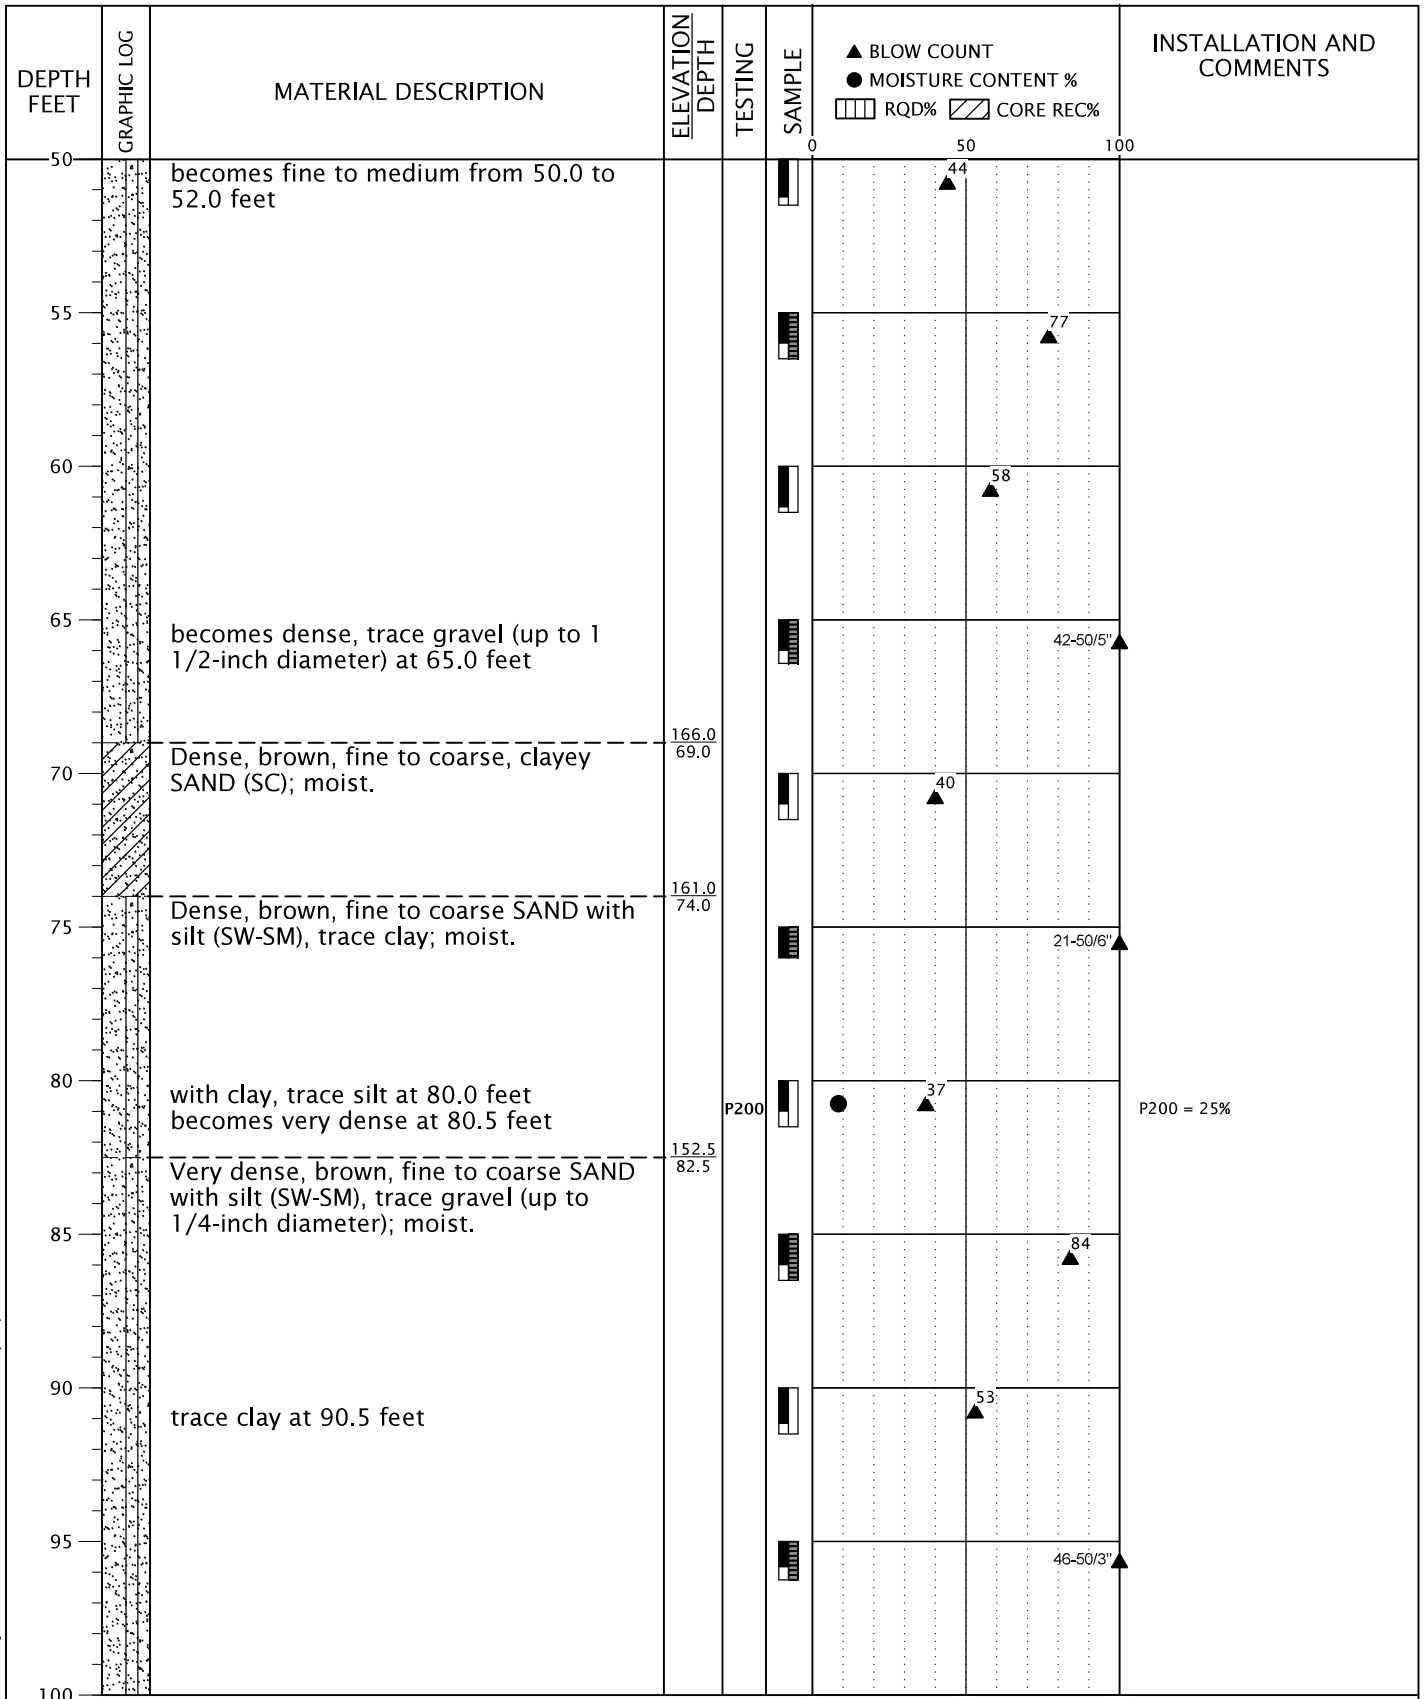 DEPTH
FEET
GRAPHIC LOG
MATERIAL DESCRIPTION
ELEVATION
DEPTH
TESTING
SAMPLE
▲ BLOW COUNT
● MOISTURE CONTENT %
RQD% CORE REC%
0 50 100
INSTALLATION AND
COMMENTS
50
becomes fine to medium from 50.0 to
52.0 feet
44
55
77
60
58
65
becomes dense, trace gravel (up to 1
1/2-inch diameter) at 65.0 feet
42-50/5"
166.0
69.0
Dense, brown, fine to coarse, clayey
SAND (SC); moist.
70
40
161.0
74.0
Dense, brown, fine to coarse SAND with
silt (SW-SM), trace clay; moist.
75
21-50/6"
80
with clay, trace silt at 80.0 feet
becomes very dense at 80.5 feet
P200
37
P200 = 25%
152.5
82.5
Very dense, brown, fine to coarse SAND
with silt (SW-SM), trace gravel (up to
1/4-inch diameter); moist.
85
84
90
trace clay at 90.5 feet
53
95
46-50/3"
100